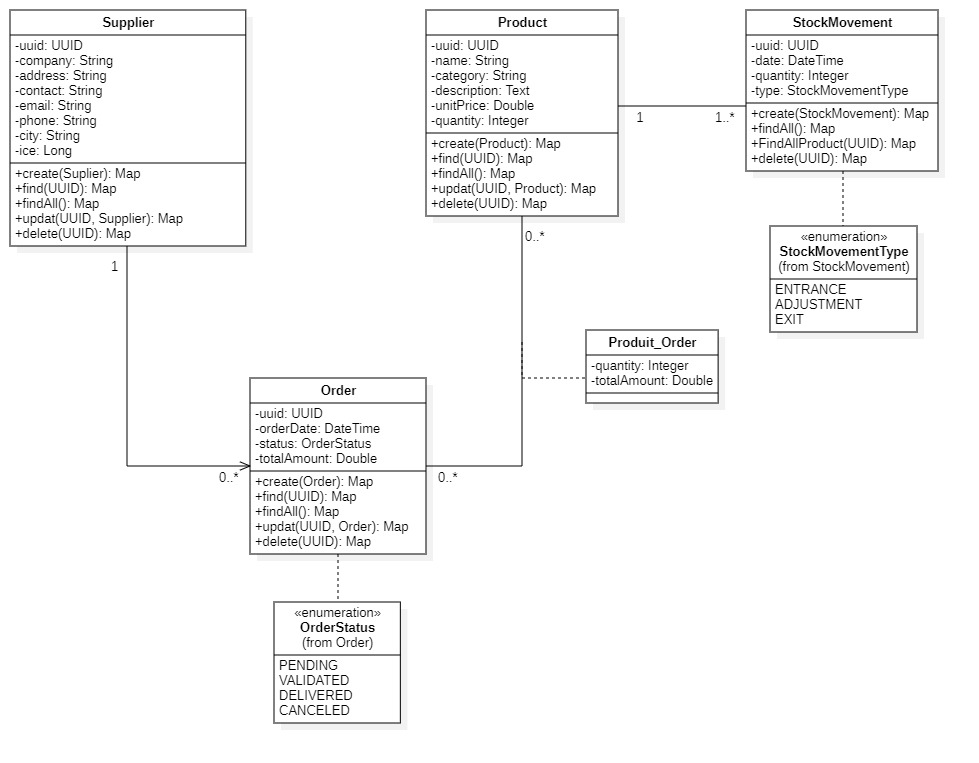 Supplier
-uuid: UUID
-company: String
-address: String
-contact: String
-email: String
-phone: String
-city: String
-ice: Long
+create(Suplier): Map
+find(UUID): Map
+findAll(): Map
+updat(UUID, Supplier): Map
+delete(UUID): Map
1
0..*
Product
-uuid: UUID
-name: String
-category: String
-description: Text
-unitPrice: Double
-quantity: Integer
+create(Product): Map
+find(UUID): Map
+findAll(): Map
+updat(UUID, Product): Map
+delete(UUID): Map
1
1..*
0..*
StockMovement
-uuid: UUID
-date: DateTime
-quantity: Integer
-type: StockMovementType
+create(StockMovement): Map
+findAll(): Map
+FindAllProduct(UUID): Map
+delete(UUID): Map
«enumeration»
StockMovementType
(from StockMovement)
ENTRANCE
ADJUSTMENT
EXIT
Produit_Order
-quantity: Integer
-totalAmount: Double
Order
-uuid: UUID
-orderDate: DateTime
-status: OrderStatus
-totalAmount: Double
+create(Order): Map
+find(UUID): Map
+findAll(): Map
+updat(UUID, Order): Map
+delete(UUID): Map
0..*
«enumeration»
OrderStatus
(from Order)
PENDING
VALIDATED
DELIVERED
CANCELED